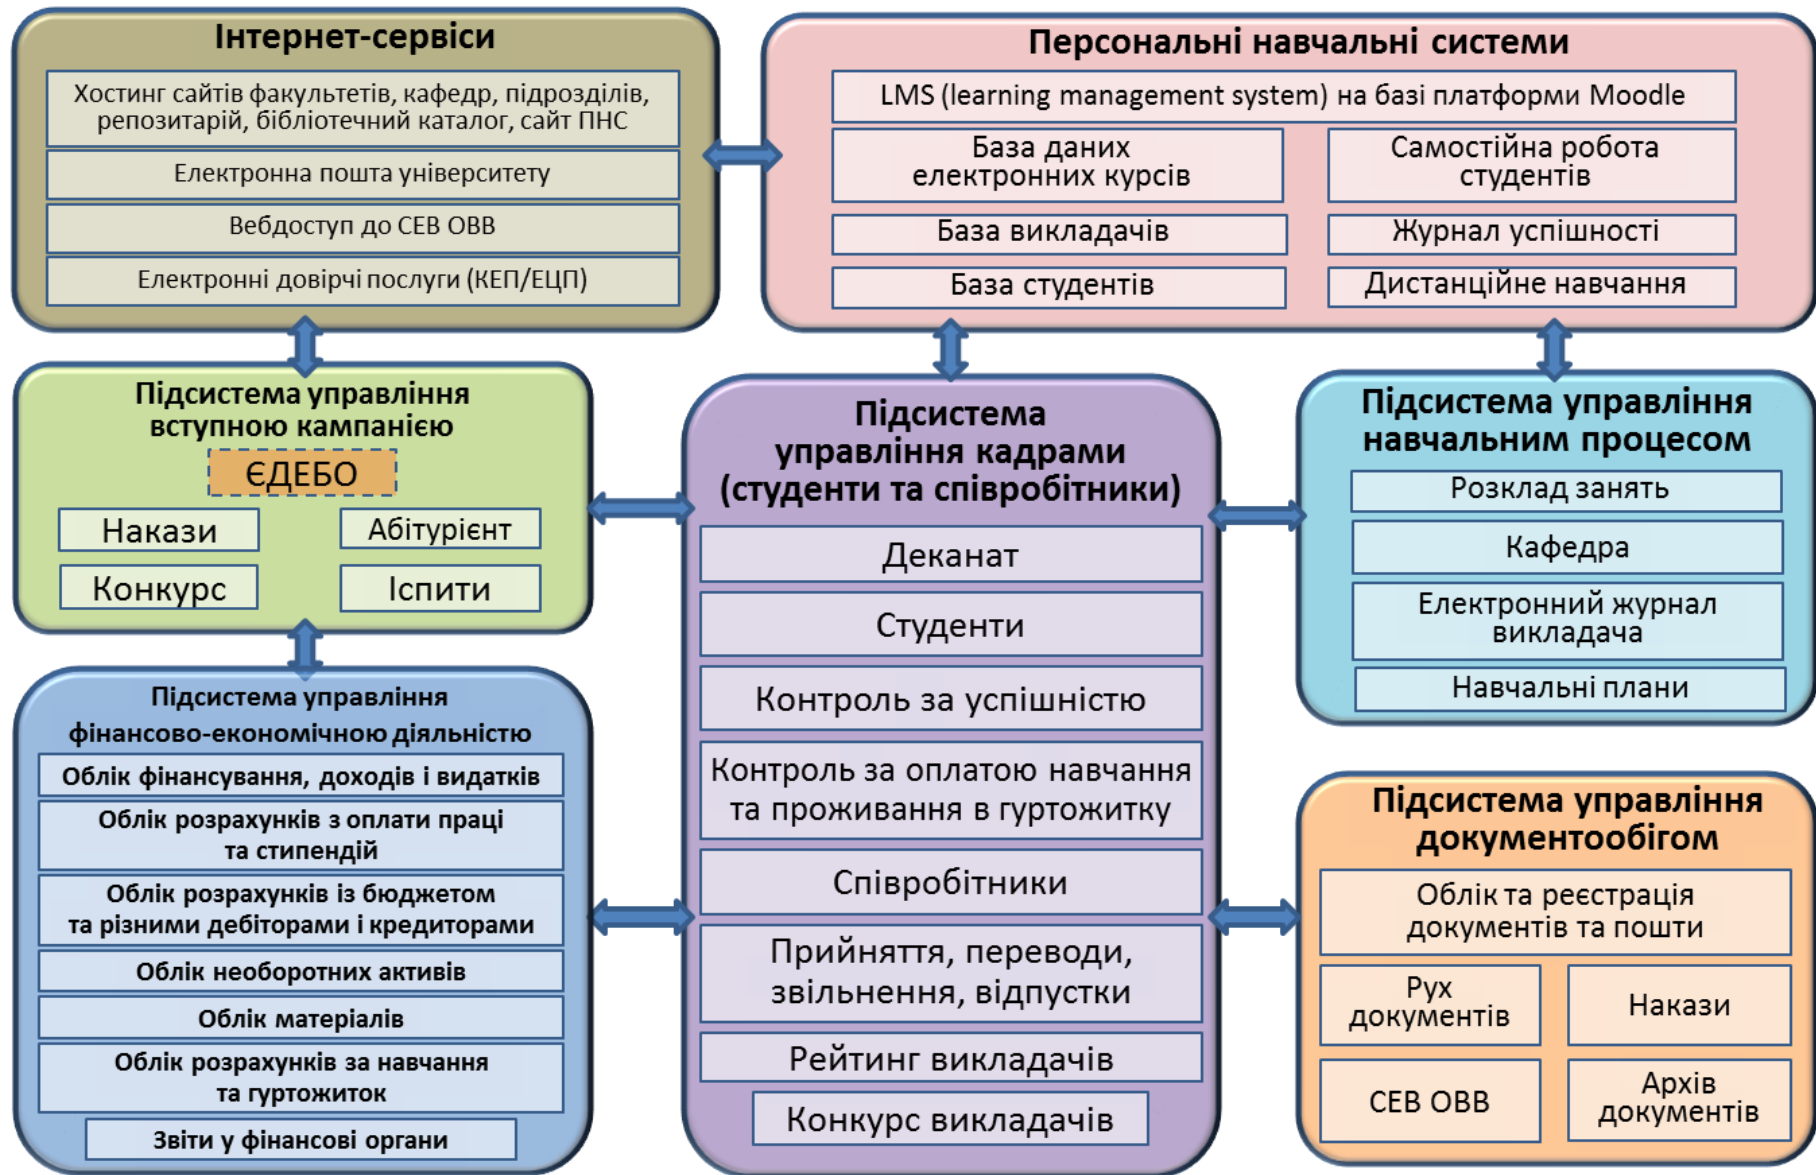 Інтернет-сервіси
Хостинг сайтів факультетів, кафедр, підрозділів,
репозитарій, бібліотечний каталог, сайт ПНС
Електронна пошта університету
Вебдоступ до СЕВ ОВВ
Електронні довірчі послуги (КЕП/ЕЦП)
Персональні навчальні системи
LMS (learning management system) на базі платформи Moodle
База даних
електронних курсів
Самостійна робота
студентів
База викладачів
Журнал успішності
База студентів
Дистанційне навчання
Підсистема управління
вступною кампанією
ЄДЕБО
Накази
Абітурієнт
Конкурс
Іспити
Підсистема
управління кадрами
(студенти та співробітники)
Деканат
Студенти
Контроль за успішністю
Контроль за оплатою навчання
та проживання в гуртожитку
Співробітники
Прийняття, переводи,
звільнення, відпустки
Рейтинг викладачів
Конкурс викладачів
Підсистема управління
навчальним процесом
Розклад занять
Кафедра
Електронний журнал
викладача
Навчальні плани
Підсистема управління
фінансово-економічною діяльністю
Облік фінансування, доходів і видатків
Облік розрахунків з оплати праці
та стипендій
Облік розрахунків із бюджетом
та різними дебіторами і кредиторами
Облік необоротних активів
Облік матеріалів
Облік розрахунків за навчання
та гуртожиток
Звіти у фінансові органи
Підсистема управління
документообігом
Облік та реєстрація
документів та пошти
Рух
документів
Накази
СЕВ ОВВ
Архів
документів